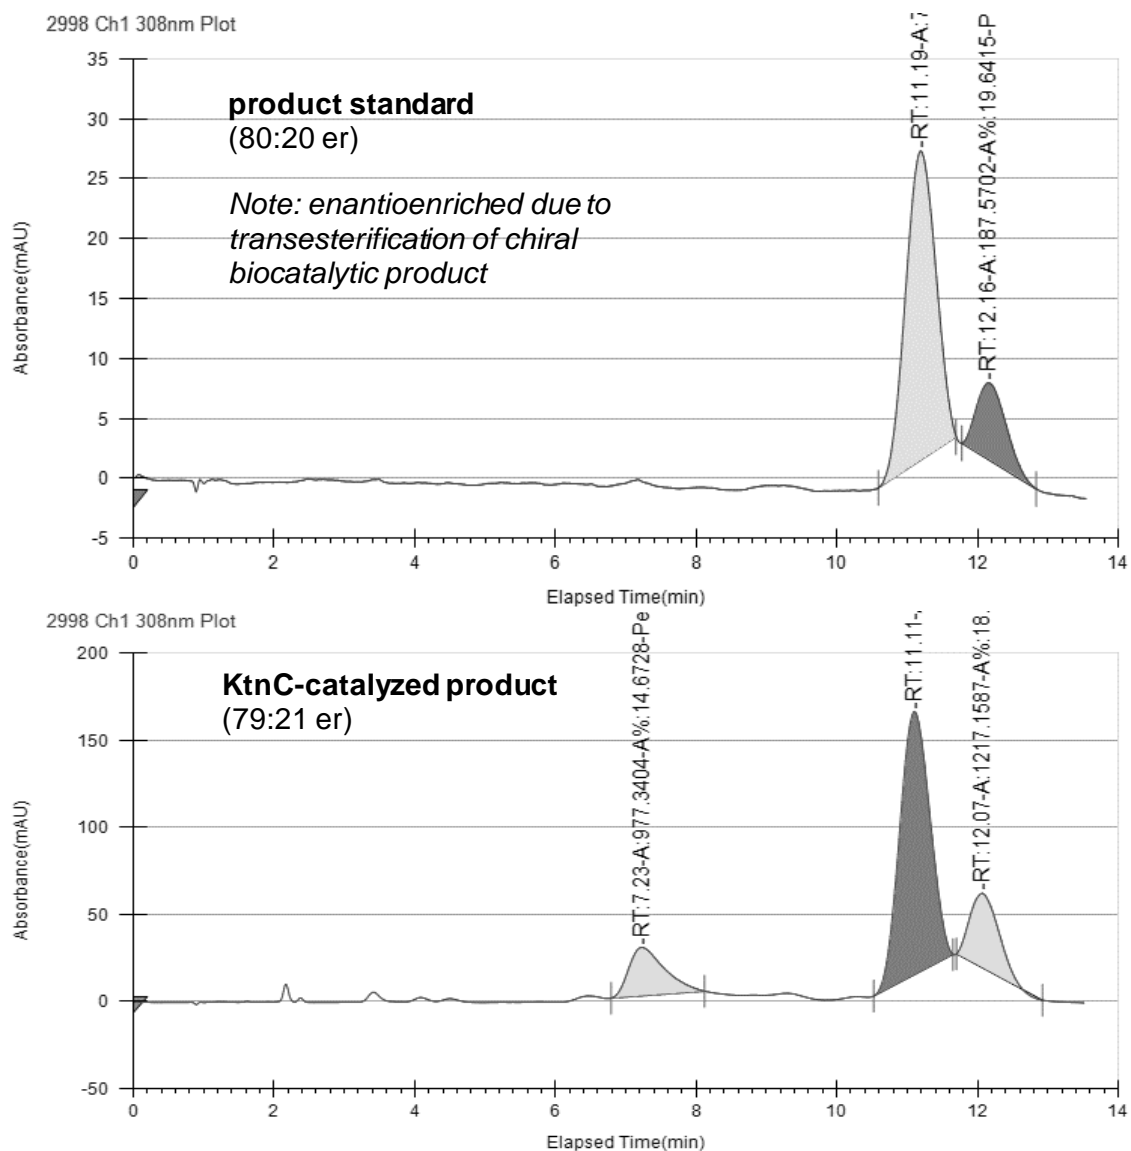 2998 Ch1 308nm Plot
product standard
(80:20 er)
Note: enantioenriched due to
transesterification of chiral
biocatalytic product
-RT:11.19-A:7
-RT:12.16-A:187.5702-A%:19.6415-P
Absorbance(mAU)
35
30
25
20
15
10
5
0
-5
0 2 4 6 8 10 12 14
Elapsed Time(min)
2998 Ch1 308nm Plot
KtnC-catalyzed product
(79:21 er)
-RT:7.23-A:977.3404-A%:14.6728-Pe
-RT:11.11-
-RT:12.07-A:1217.1587-A%:18.
Absorbance(mAU)
200
150
100
50
0
-50
0 2 4 6 8 10 12 14
Elapsed Time(min)